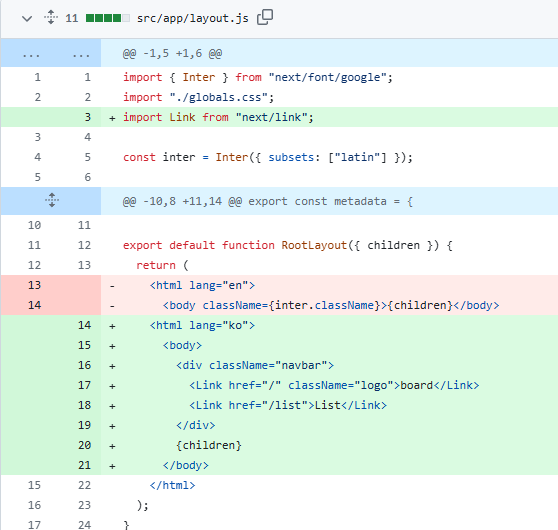 11 src/app/layout.js
... ... @@ -1,5 +1,6 @@
1 1 import { Inter } from "next/font/google";
2 2 import "./globals.css";
3 + import Link from "next/link";
3 4
4 5 const inter = Inter({ subsets: ["latin"] });
5 6
@@ -10,8 +11,14 @@ export const metadata = {
10 11
11 12 export default function RootLayout({ children }) {
12 13 return (
13 - <html lang="en">
14 - <body className={inter.className}>{children}</body>
14 + <html lang="ko">
15 + <body>
16 + <div className="navbar">
17 + <Link href="/" className="logo">board</Link>
18 + <Link href="/list">List</Link>
19 + </div>
20 + {children}
21 + </body>
15 22 </html>
16 23 );
17 24 }